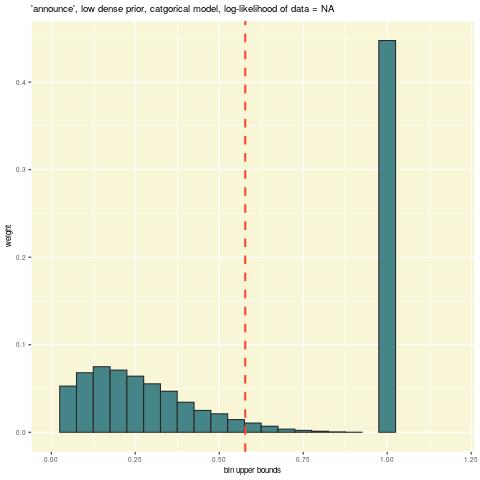 'announce', low dense prior, catgorical model, log-likelihood of data = NA
0.4
0.3
0.2
0.1
0.0
weight
0.00 0.25 0.50 0.75 1.00 1.25
bin upper bounds